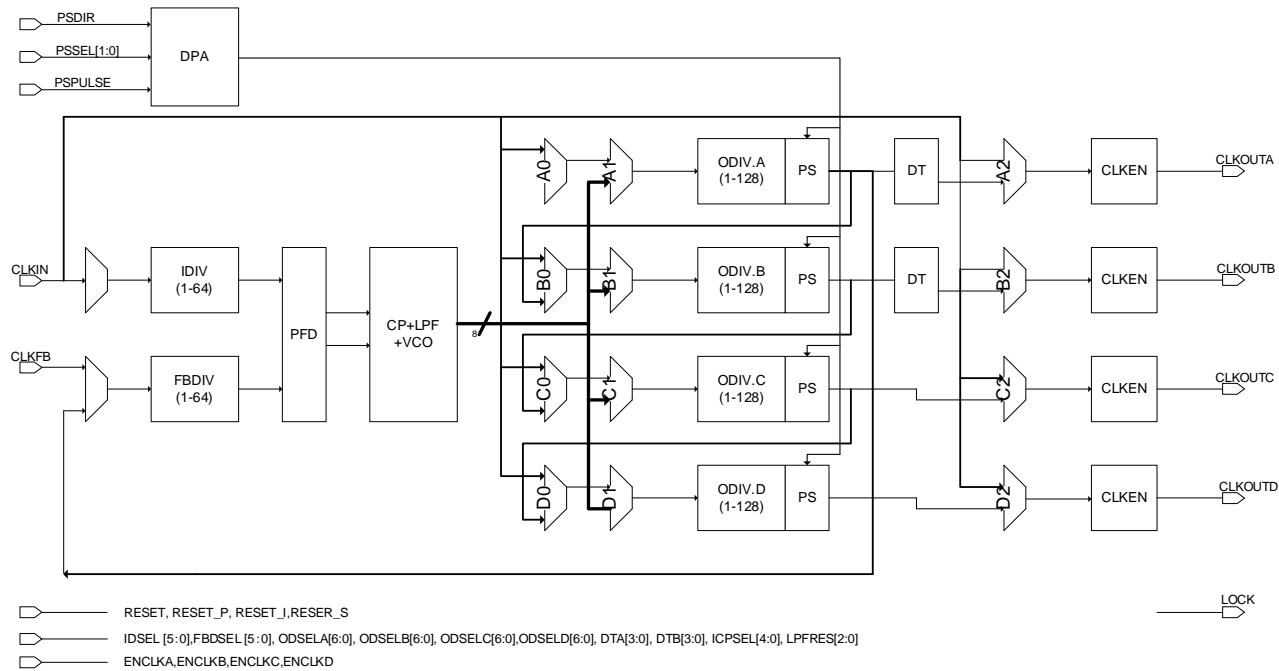 PSDIR
PSSEL[1:0]
PSPULSE
DPA
A0
A1
ODIV.A
(1-128)
PS
DT
A2
CLKEN
CLKOUTA
CLKIN
IDIV
(1-64)
B0
B1
ODIV.B
(1-128)
PS
DT
B2
CLKEN
CLKOUTB
PFD
CP+LPF
+VCO
8
CLKFB
FBDIV
(1-64)
C0
C1
ODIV.C
(1-128)
PS
C2
CLKEN
CLKOUTC
D0
D1
ODIV.D
(1-128)
PS
D2
CLKEN
CLKOUTD
LOCK
RESET, RESET_P, RESET_I,RESER_S
IDSEL [5:0],FBDSEL [5:0], ODSELA[6:0], ODSELB[6:0], ODSELC[6:0],ODSELD[6:0], DTA[3:0], DTB[3:0], ICPSEL[4:0], LPFRES[2:0]
ENCLKA,ENCLKB,ENCLKC,ENCLKD